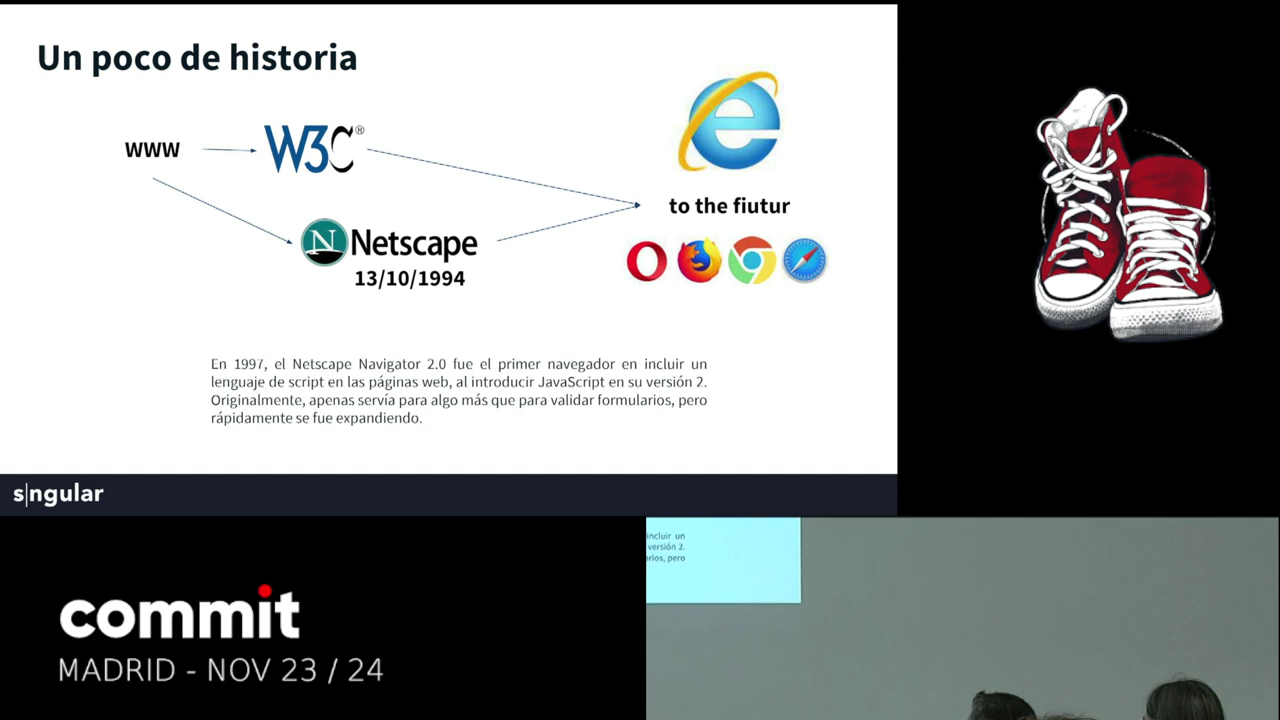 Un poco de historia
WWW
W3C®
N Netscape
13/10/1994
e
to the fiutur
En 1997, el Netscape Navigator 2.0 fue el primer navegador en incluir un
lenguaje de script en las páginas web, al introducir JavaScript en su versión 2.
Originalmente, apenas servía para algo más que para validar formularios, pero
rápidamente se fue expandiendo.
s|ngular
commit
MADRID - NOV 23 / 24
incluir un
versión 2.
arios, pero